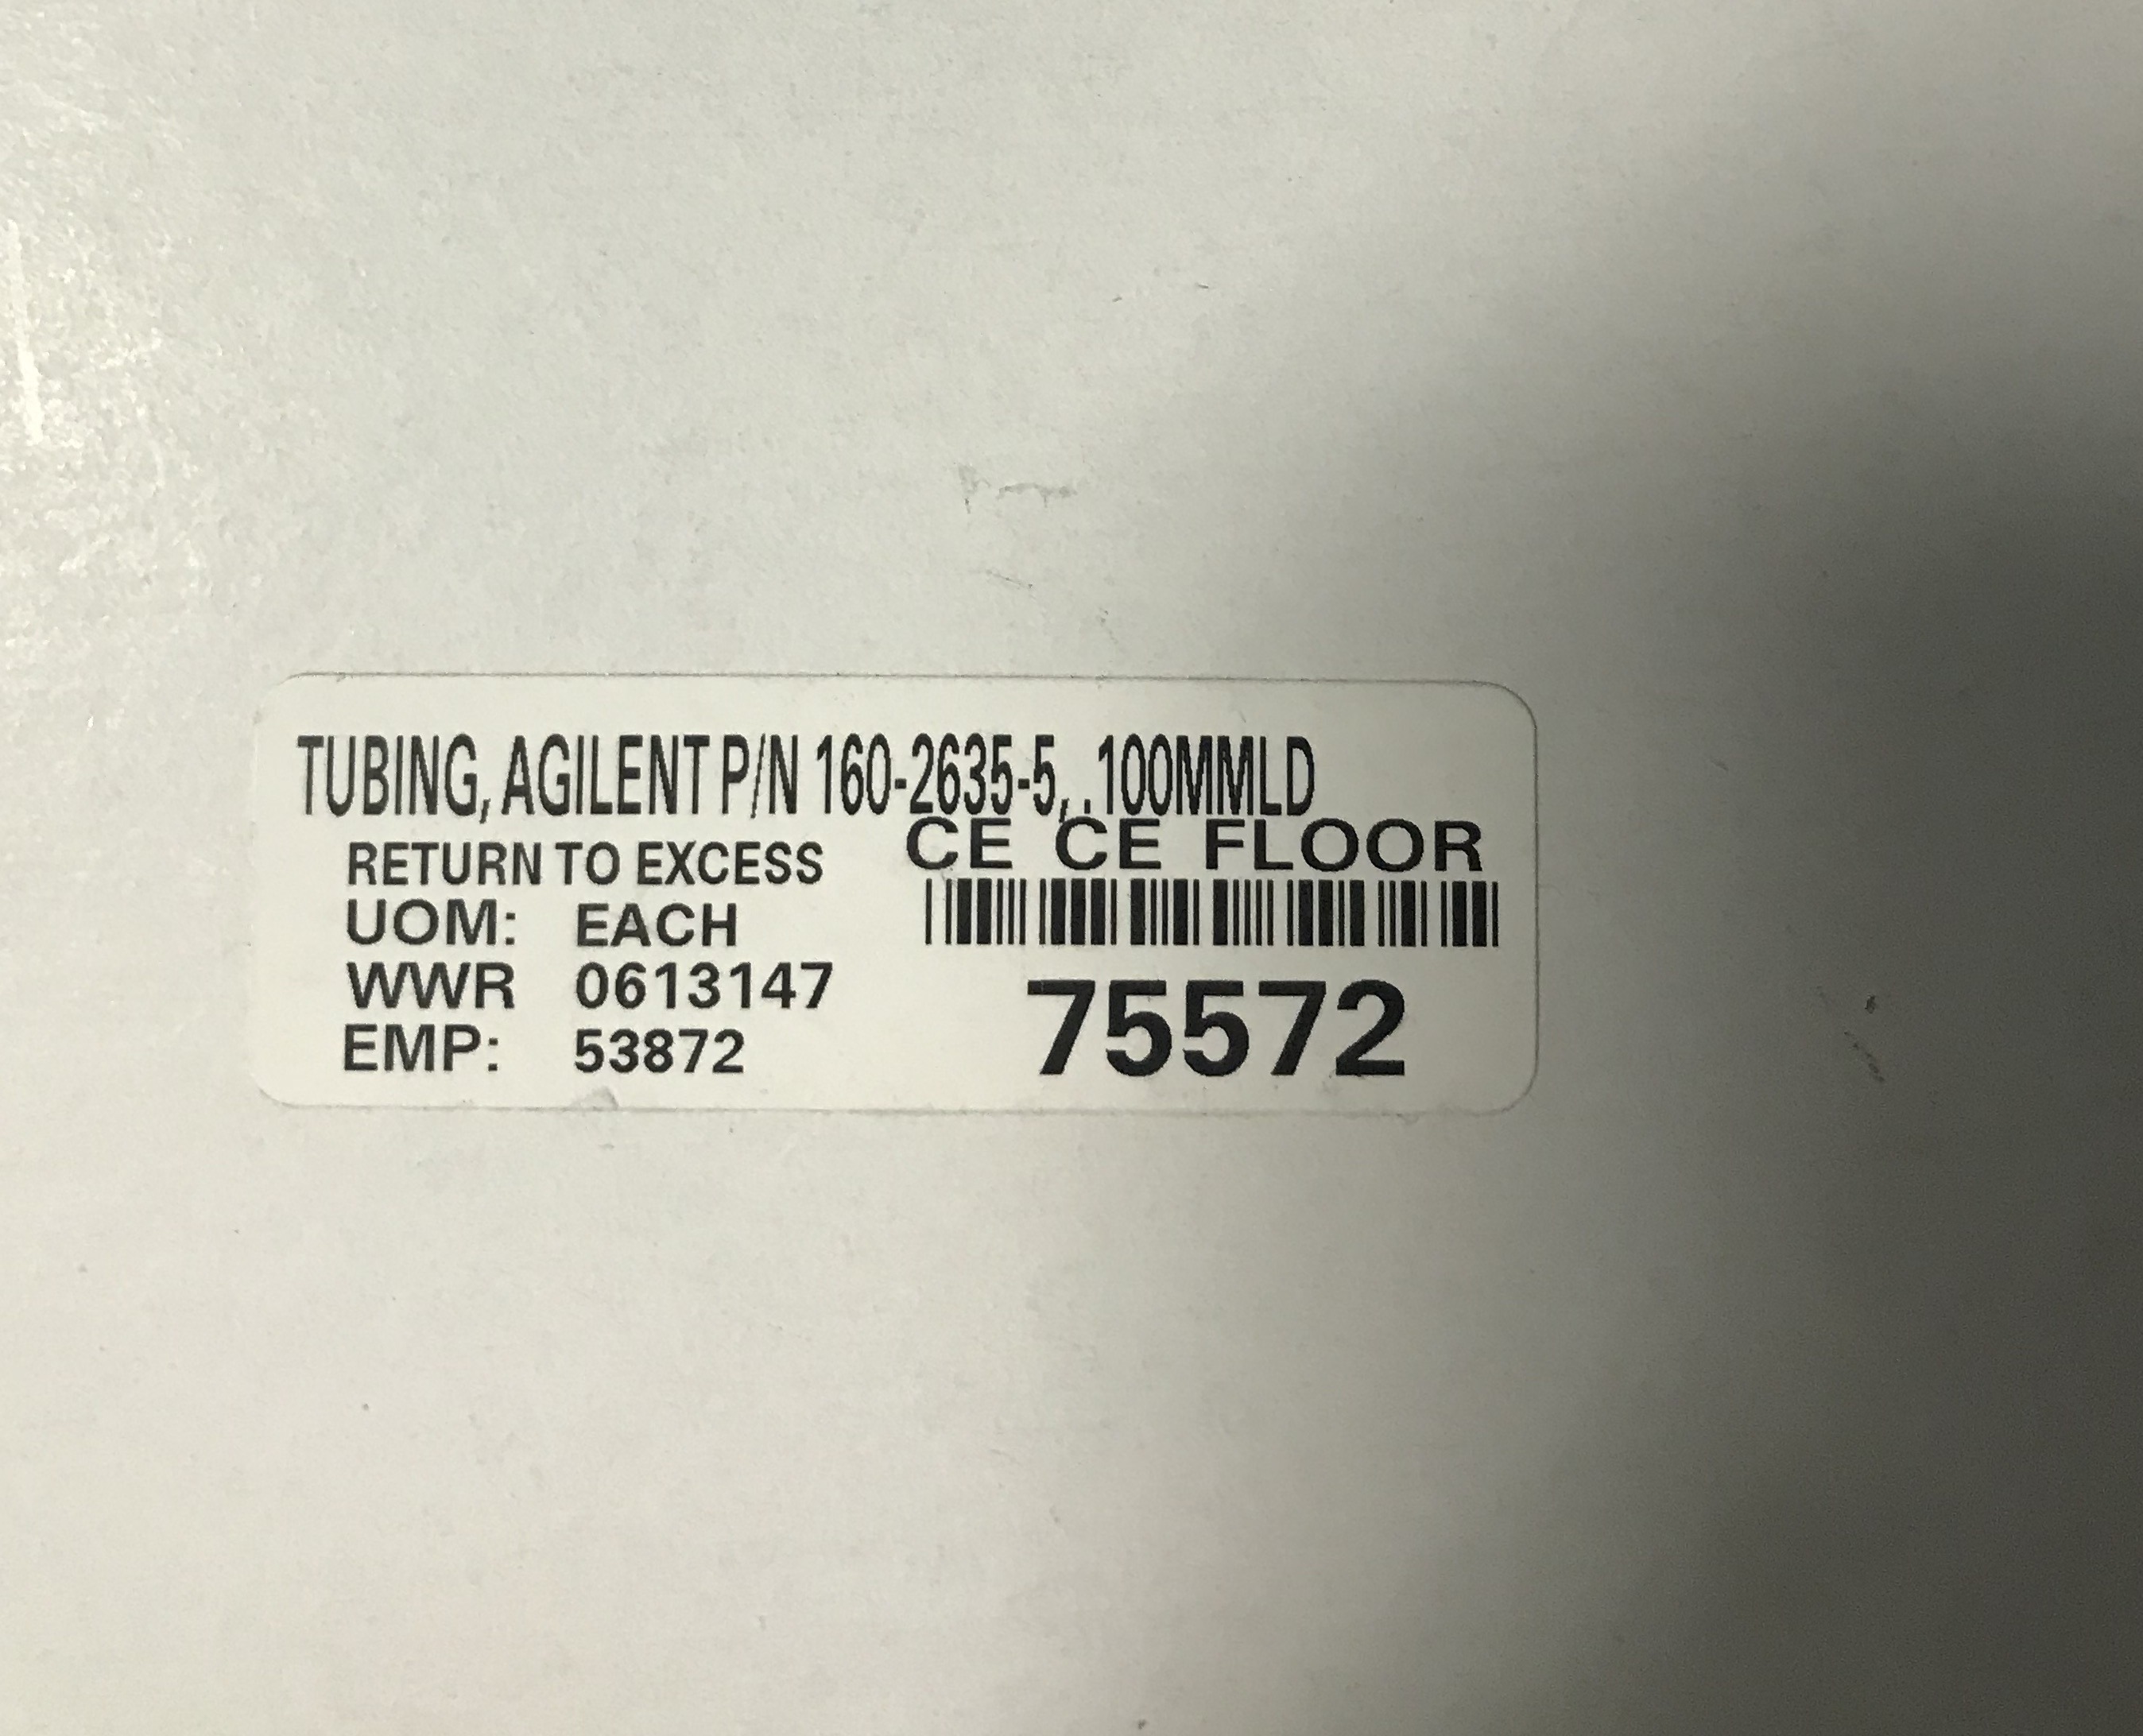 TUBING, AGILENT P/N 160-2635-5, .100MMLD
CE CE FLOOR
RETURN TO EXCESS
UOM: EACH
WWR 0613147
EMP: 53872
75572